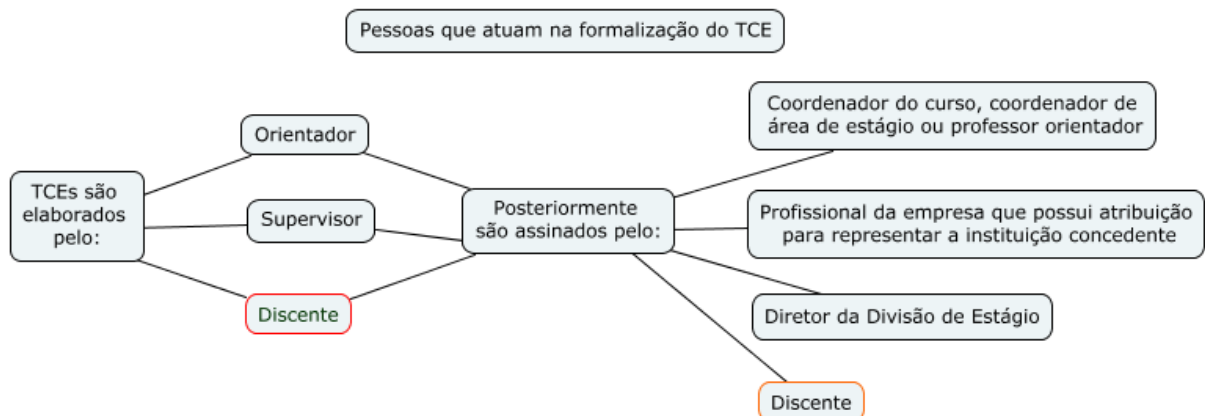 Pessoas que atuam na formalização do TCE
TCEs são
elaborados
pelo:
Orientador
Supervisor
Discente
Posteriormente
são assinados pelo:
Coordenador do curso, coordenador de
área de estágio ou professor orientador
Profissional da empresa que possui atribuição
para representar a instituição concedente
Diretor da Divisão de Estágio
Discente